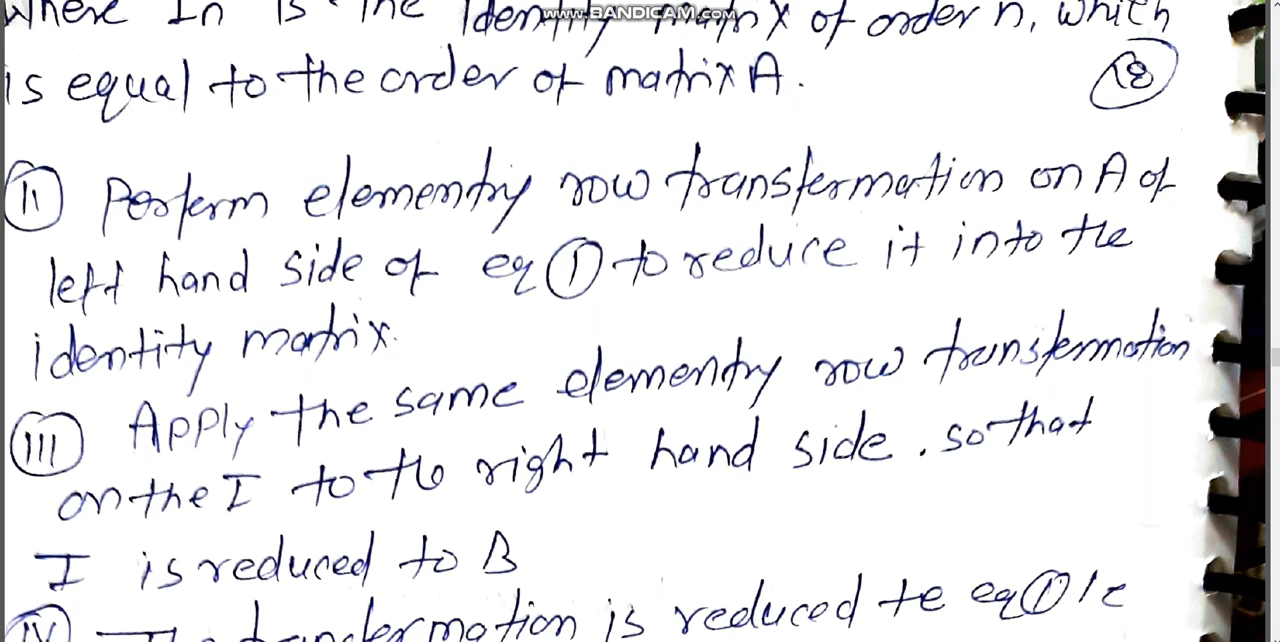 where In is the Identity matrix of order n, which
www.BANDICAM.com
is equal to the order of matrix A.
18
II Perform elementry row transformation on A of
left hand side of eq I to reduce it into the
identity matrix.
III Apply the same elementry row transformation
on the I to the right hand side. so that
I is reduced to B
IV The transformation is reduced to eq I